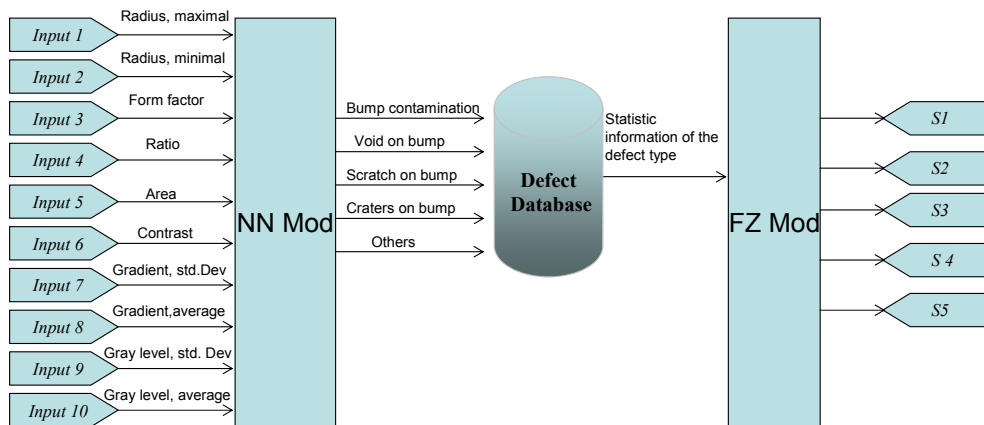 Input 1
Radius, maximal
Input 2
Radius, minimal
Input 3
Form factor
Input 4
Ratio
Input 5
Area
Input 6
Contrast
Input 7
Gradient, std.Dev
Input 8
Gradient,average
Input 9
Gray level, std. Dev
Input 10
Gray level, average
NN Mod
Bump contamination
Void on bump
Scratch on bump
Craters on bump
Others
Defect
Database
Statistic
information of the
defect type
FZ Mod
S1
S2
S3
S 4
S5